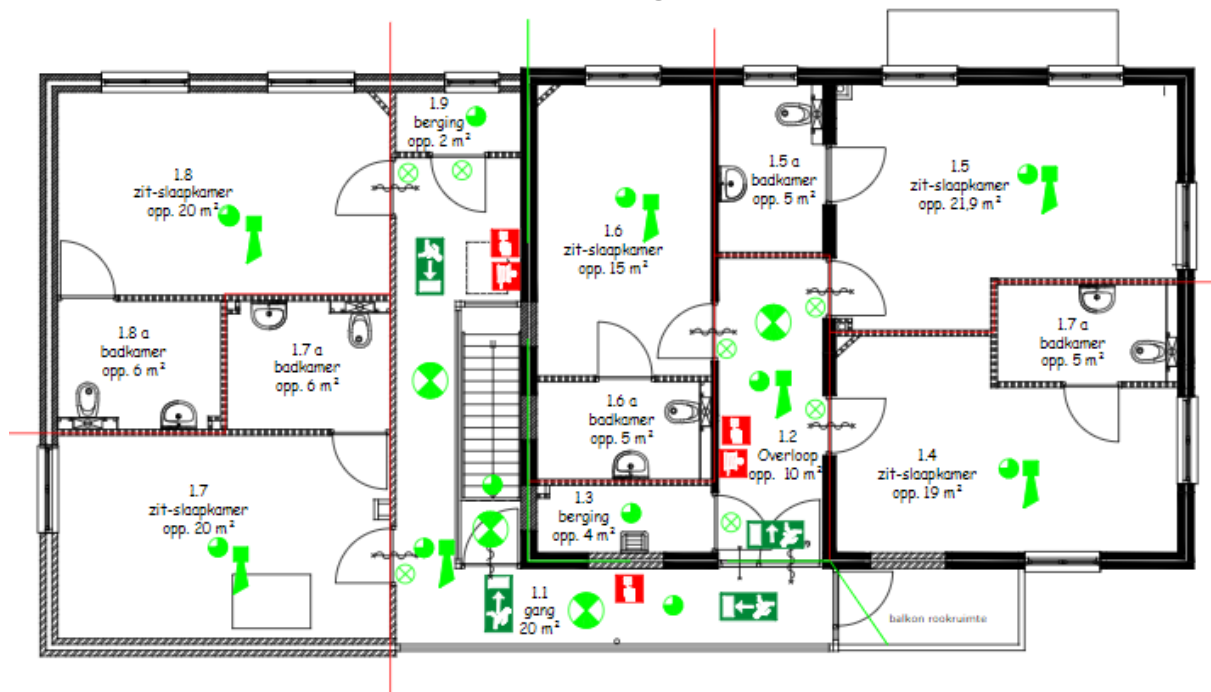 1.9
berging
opp. 2 m²
1.8
zit-slaapkamer
opp. 20 m²
1.5 a
badkamer
opp. 5 m²
1.5
zit-slaapkamer
opp. 21,9 m²
1.6
zit-slaapkamer
opp. 15 m²
1.8 a
badkamer
opp. 6 m²
1.7 a
badkamer
opp. 6 m²
1.7 a
badkamer
opp. 5 m²
1.6 a
badkamer
opp. 5 m²
1.2
Overloop
opp. 10 m²
1.4
zit-slaapkamer
opp. 19 m²
1.7
zit-slaapkamer
opp. 20 m²
1.3
berging
opp. 4 m²
1.1
gang
20 m²
balkon rookruimte